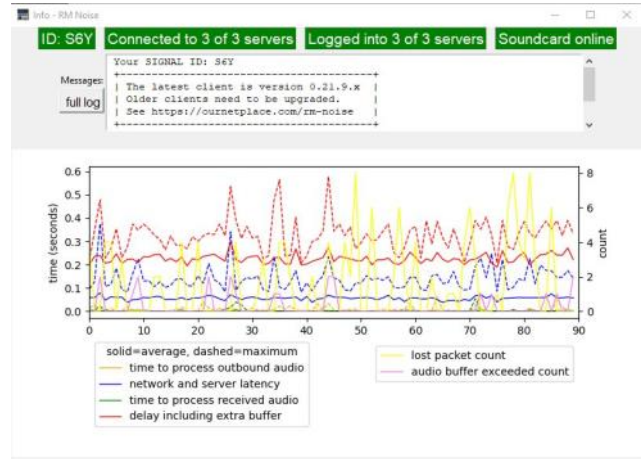 Info - RM Noise
ID: S6Y Connected to 3 of 3 servers Logged into 3 of 3 servers Soundcard online
Messages:
full log
Your SIGNAL ID: S6Y
+----------------------------------------+
| The latest client is version 0.21.9.x |
| Older clients need to be upgraded. |
| See https://ournetplace.com/rm-noise |
+----------------------------------------+
time (seconds)
0.6
0.5
0.4
0.3
0.2
0.1
0.0
8
6
4
2
0
count
0 10 20 30 40 50 60 70 80 90
solid=average, dashed=maximum
time to process outbound audio
network and server latency
time to process received audio
delay including extra buffer
lost packet count
audio buffer exceeded count